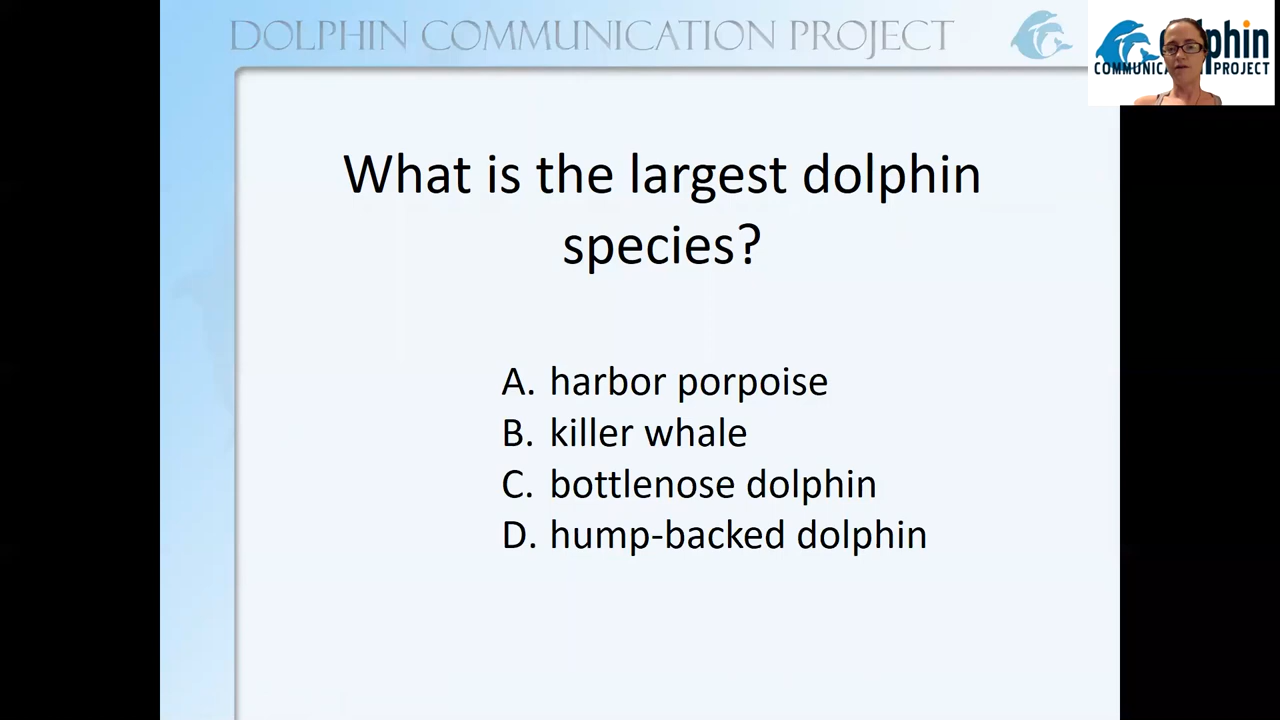 DOLPHIN COMMUNICATION PROJECT
What is the largest dolphin
species?
A. harbor porpoise
B. killer whale
C. bottlenose dolphin
D. hump-backed dolphin
PROJECT